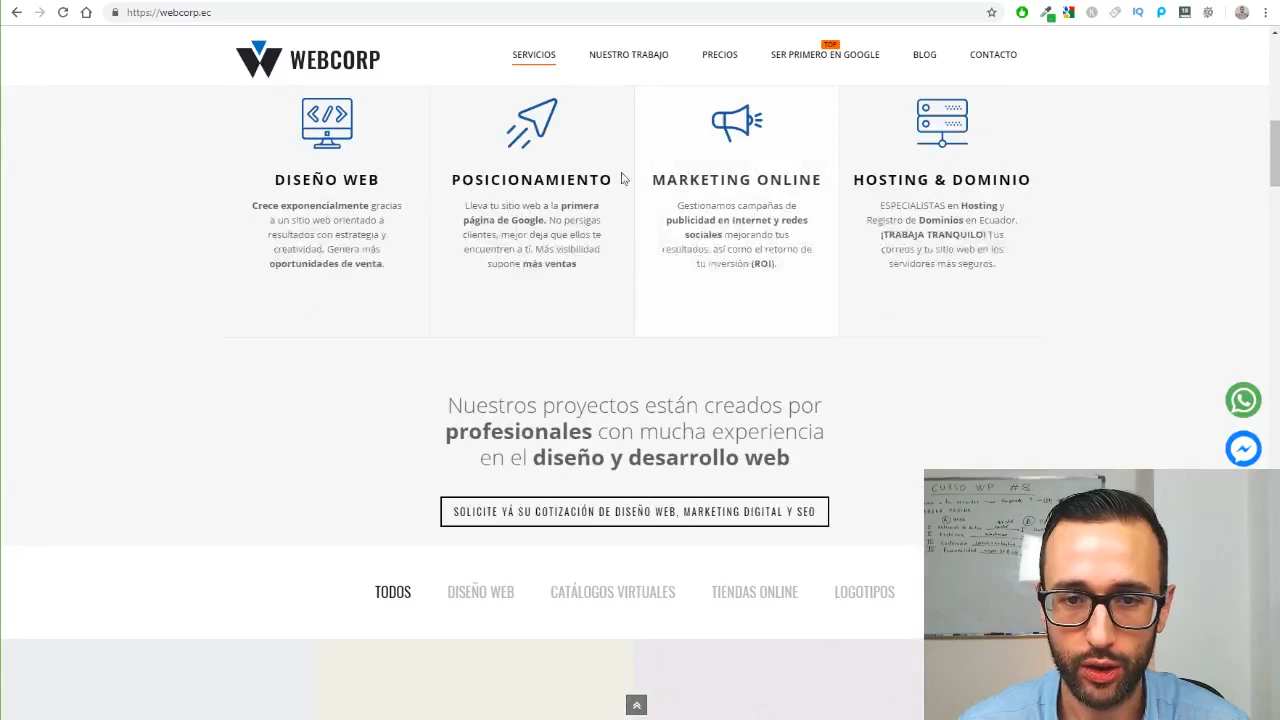 https://webcorp.ec
WEBCORP
SERVICIOS
NUESTRO TRABAJO
PRECIOS
TOP
SER PRIMERO EN GOOGLE
BLOG
CONTACTO
DISEÑO WEB
Crece exponencialmente gracias
a un sitio web orientado a
resultados con estrategia y
creatividad. Genera más
oportunidades de venta.
POSICIONAMIENTO
Lleva tu sitio web a la primera
página de Google. No persigas
clientes, mejor deja que ellos te
encuentren a tí. Más visibilidad
supone más ventas
MARKETING ONLINE
Gestionamos campañas de
publicidad en Internet y redes
sociales mejorando tus
resultados, así como el retorno de
tu inversión (ROI).
HOSTING & DOMINIO
ESPECIALISTAS en Hosting y
Registro de Dominios en Ecuador.
¡TRABAJA TRANQUILO! Tus
correos y tu sitio web en los
servidores más seguros.
Nuestros proyectos están creados por
profesionales con mucha experiencia
en el diseño y desarrollo web
SOLICITE YÁ SU COTIZACIÓN DE DISEÑO WEB, MARKETING DIGITAL Y SEO
TODOS
DISEÑO WEB
CATÁLOGOS VIRTUALES
TIENDAS ONLINE
LOGOTIPOS
CURSO WP #8